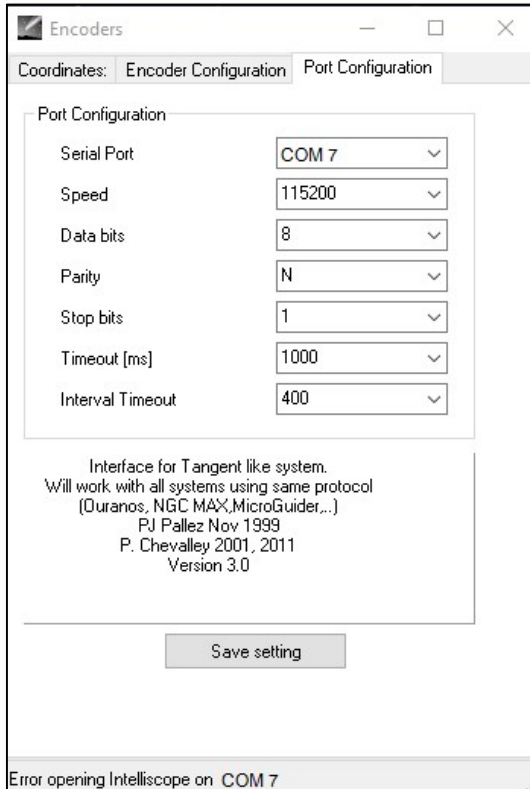 Encoders
Coordinates: Encoder Configuration Port Configuration
Port Configuration
Serial Port COM 7
Speed 115200
Data bits 8
Parity N
Stop bits 1
Timeout [ms] 1000
Interval Timeout 400
Interface for Tangent like system.
Will work with all systems using same protocol
(Ouranos, NGC MAX,MicroGuider,..)
PJ Pallez Nov 1999
P. Chevalley 2001, 2011
Version 3.0
Save setting
Error opening Intelliscope on COM 7